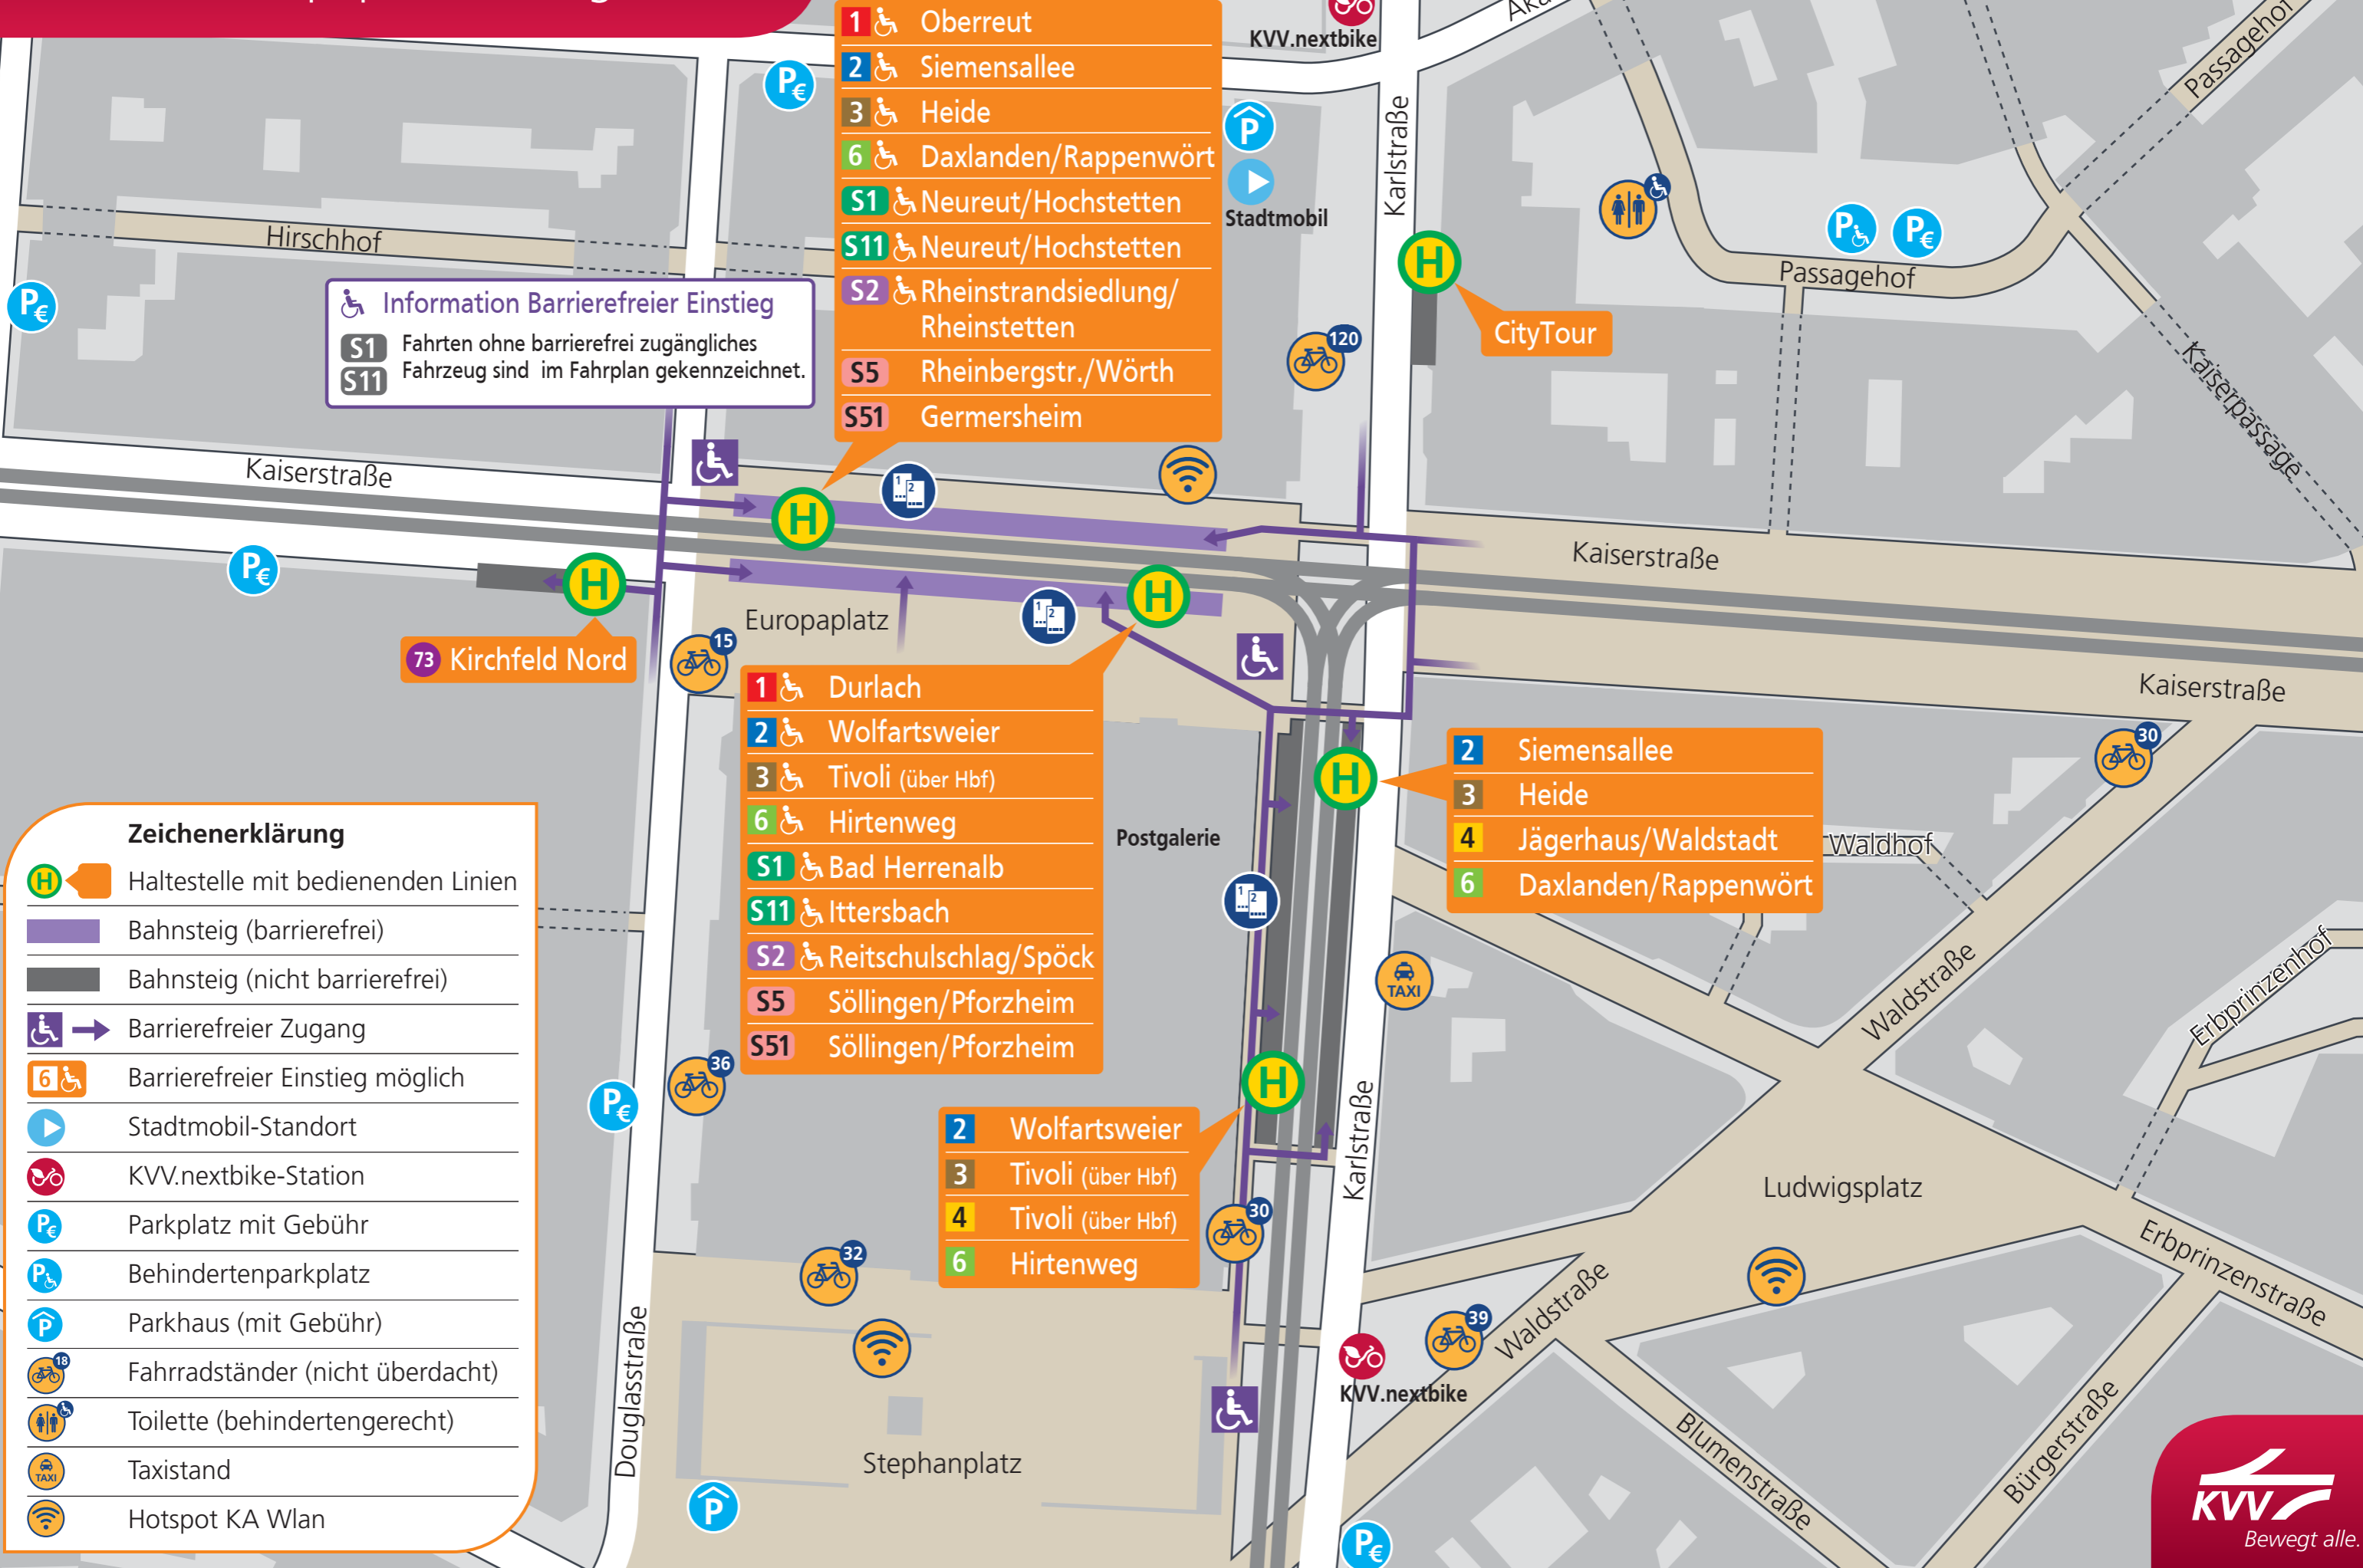 KVV.nextbike
1 Oberreut
2 Siemensallee
3 Heide
6 Daxlanden/Rappenwört
S1 Neureut/Hochstetten
S11 Neureut/Hochstetten
S2 Rheinstrandsiedlung/
Rheinstetten
S5 Rheinbergstr./Wörth
S51 Germersheim
P€
P
Stadtmobil
Karlstraße
Passagehof
Hirschhof
P€
P
P€
Passagehof
H
CityTour
120
Kaiserpassage
Information Barrierefreier Einstieg
S1
S11
Fahrten ohne barrierefrei zugängliches
Fahrzeug sind im Fahrplan gekennzeichnet.
Kaiserstraße
H
1 2
Kaiserstraße
P€
H
H
1 2
Europaplatz
73 Kirchfeld Nord
15
Kaiserstraße
1 Durlach
2 Wolfartsweier
3 Tivoli (über Hbf)
6 Hirtenweg
S1 Bad Herrenalb
S11 Ittersbach
S2 Reitschulschlag/Spöck
S5 Söllingen/Pforzheim
S51 Söllingen/Pforzheim
H
2 Siemensallee
3 Heide
4 Jägerhaus/Waldstadt
6 Daxlanden/Rappenwört
30
Waldhof
Postgalerie
1 2
TAXI
Waldstraße
Erbprinzenhof
36
P€
H
Karlstraße
2 Wolfartsweier
3 Tivoli (über Hbf)
4 Tivoli (über Hbf)
6 Hirtenweg
30
32
Ludwigsplatz
Erbprinzenstraße
Waldstraße
39
KVV.nextbike
Douglasstraße
Stephanplatz
P
P€
Blumenstraße
Bürgerstraße
Zeichenerklärung
H Haltestelle mit bedienenden Linien
Bahnsteig (barrierefrei)
Bahnsteig (nicht barrierefrei)
Barrierefreier Zugang
6 Barrierefreier Einstieg möglich
Stadtmobil-Standort
KVV.nextbike-Station
P€ Parkplatz mit Gebühr
P Behindertenparkplatz
P Parkhaus (mit Gebühr)
18 Fahrradständer (nicht überdacht)
Toilette (behindertengerecht)
TAXI Taxistand
Hotspot KA Wlan
KVV
Bewegt alle.